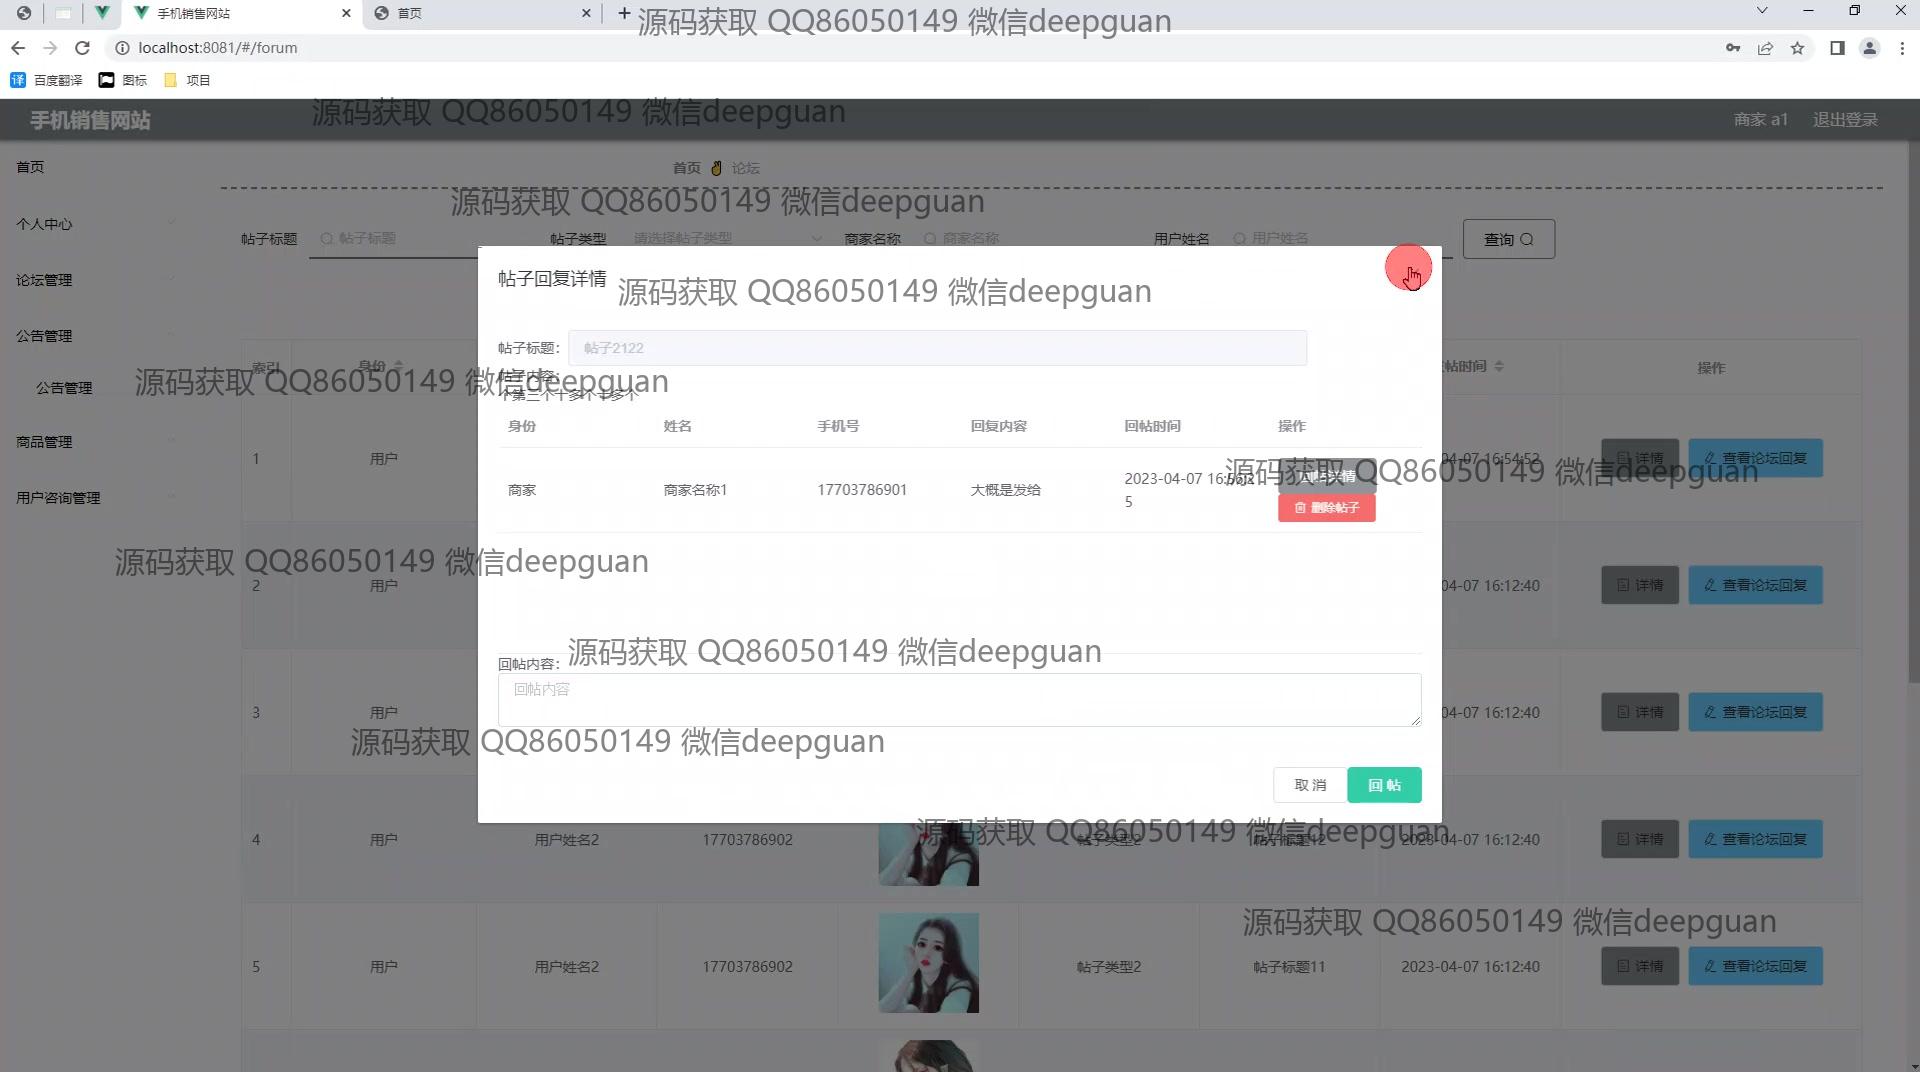 手机销售网站
首页
源码获取 QQ86050149 微信deepguan
localhost:8081/#/forum
百度翻译 图标 项目
手机销售网站
源码获取 QQ86050149 微信deepguan
商家 a1 退出登录
首页
首页 论坛
源码获取 QQ86050149 微信deepguan
个人中心
帖子标题 帖子标题 帖子类型 请选择帖子类型 商家名称 商家名称 用户姓名 用户姓名 查询
论坛管理
帖子回复详情
源码获取 QQ86050149 微信deepguan
公告管理
帖子标题: 帖子2122
索引 身份 帖时间 操作
源码获取 QQ86050149 微信deepguan
帖子内容:
公告管理
身份 姓名 手机号 回复内容 回帖时间 操作
商品管理
1 用户 04-07 16:54:52 详情 查看论坛回复
源码获取 QQ86050149 微信deepguan
商家 商家名称1 17703786901 大概是发给 2023-04-07 16:
5
删除帖子
用户咨询管理
源码获取 QQ86050149 微信deepguan
2 用户 04-07 16:12:40 详情 查看论坛回复
源码获取 QQ86050149 微信deepguan
回帖内容:
回帖内容
3 用户 04-07 16:12:40 详情 查看论坛回复
源码获取 QQ86050149 微信deepguan
取 消 回 帖
源码获取 QQ86050149 微信deepguan
4 用户 用户姓名2 17703786902 帖子类型2 帖子标题12 2023-04-07 16:12:40 详情 查看论坛回复
源码获取 QQ86050149 微信deepguan
5 用户 用户姓名2 17703786902 帖子类型2 帖子标题11 2023-04-07 16:12:40 详情 查看论坛回复